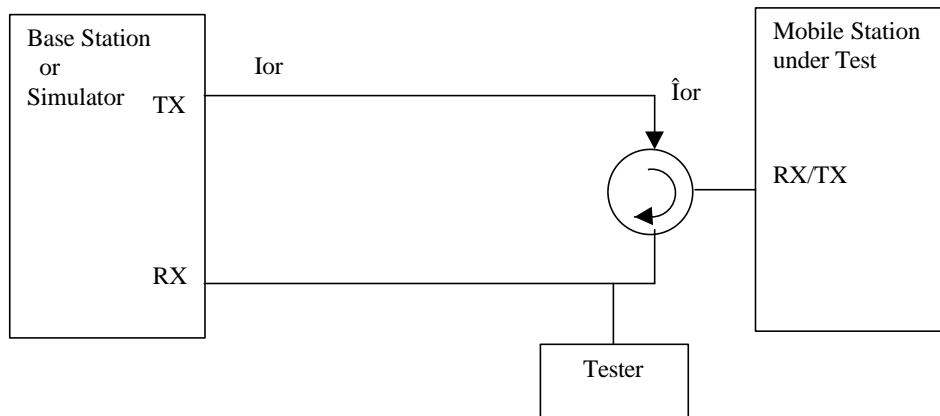 Base Station
or
Simulator
TX
RX
Ior
Îor
Mobile Station
under Test
RX/TX
Tester